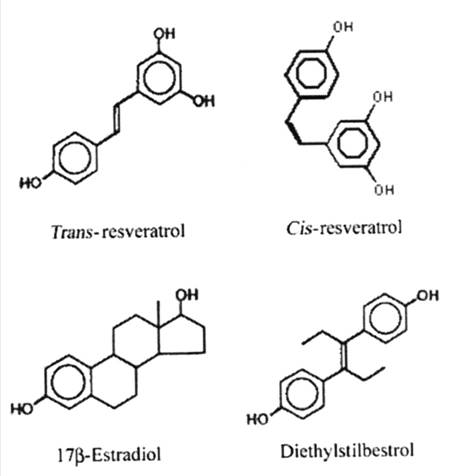 OH
OH
HO
Trans-resveratrol
OH
OH
OH
Cis-resveratrol
OH
HO
17β-Estradiol
OH
HO
Diethylstilbestrol